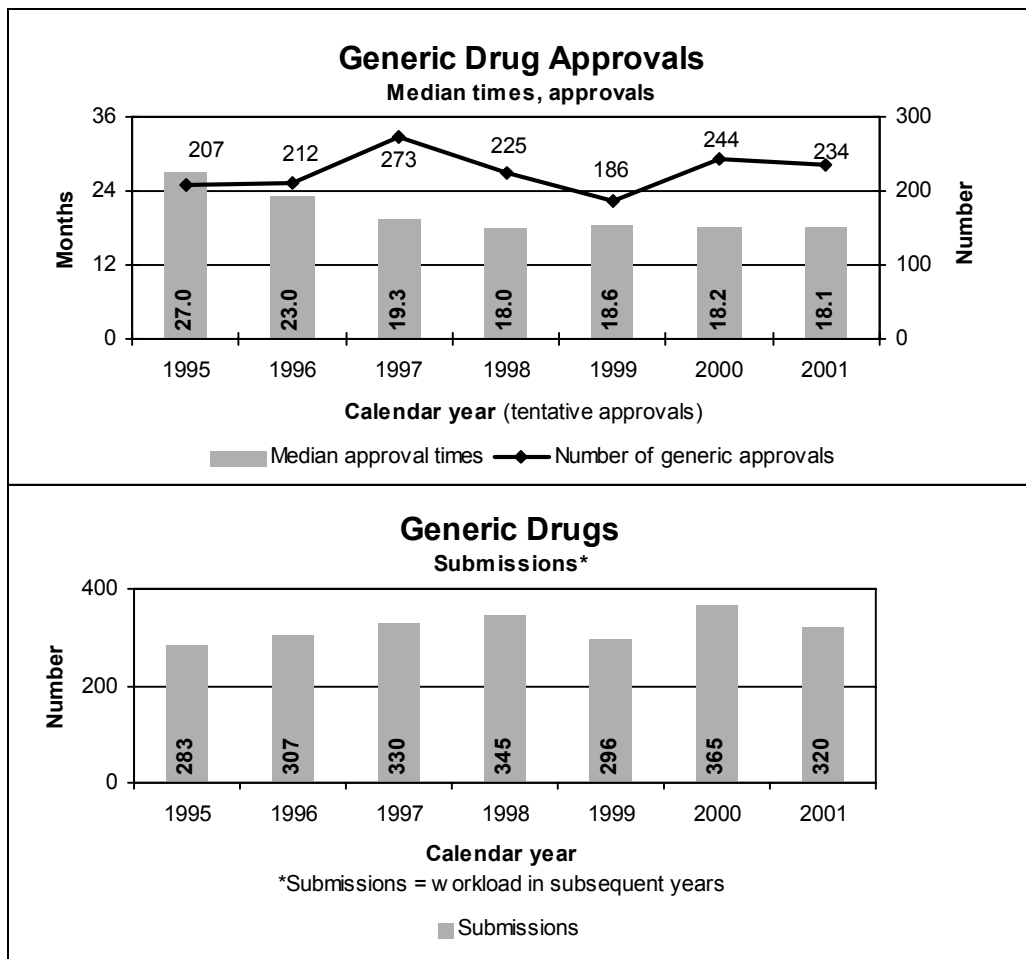 Generic Drug Approvals
Median times, approvals
36
24
12
0
Months
300
200
100
0
Number
207
212
273
225
186
244
234
27.0
23.0
19.3
18.0
18.6
18.2
18.1
1995 1996 1997 1998 1999 2000 2001
Calendar year (tentative approvals)
Median approval times Number of generic approvals
Generic Drugs
Submissions*
400
200
0
Number
283
307
330
345
296
365
320
1995 1996 1997 1998 1999 2000 2001
Calendar year
*Submissions = workload in subsequent years
Submissions